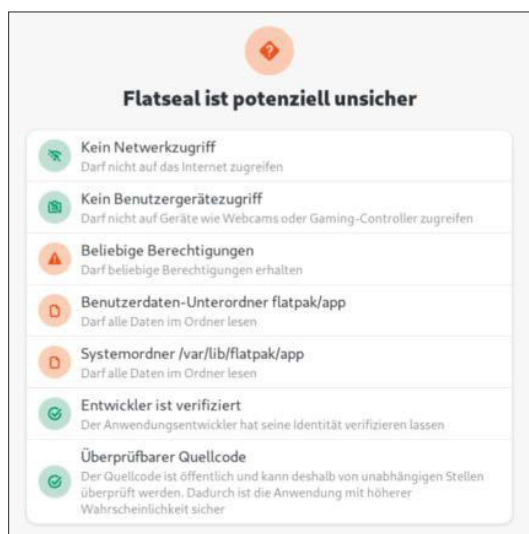 Flatseal ist potenziell unsicher
Kein Netwerkzugriff
Darf nicht auf das Internet zugreifen
Kein Benutzergerätezugriff
Darf nicht auf Geräte wie Webcams oder Gaming-Controller zugreifen
Beliebige Berechtigungen
Darf beliebige Berechtigungen erhalten
Benutzerdaten-Unterordner flatpak/app
Darf alle Daten im Ordner lesen
Systemordner /var/lib/flatpak/app
Darf alle Daten im Ordner lesen
Entwickler ist verifiziert
Der Anwendungsentwickler hat seine Identität verifizieren lassen
Überprüfbarer Quellcode
Der Quellcode ist öffentlich und kann deshalb von unabhängigen Stellen
überprüft werden. Dadurch ist die Anwendung mit höherer
Wahrscheinlichkeit sicher